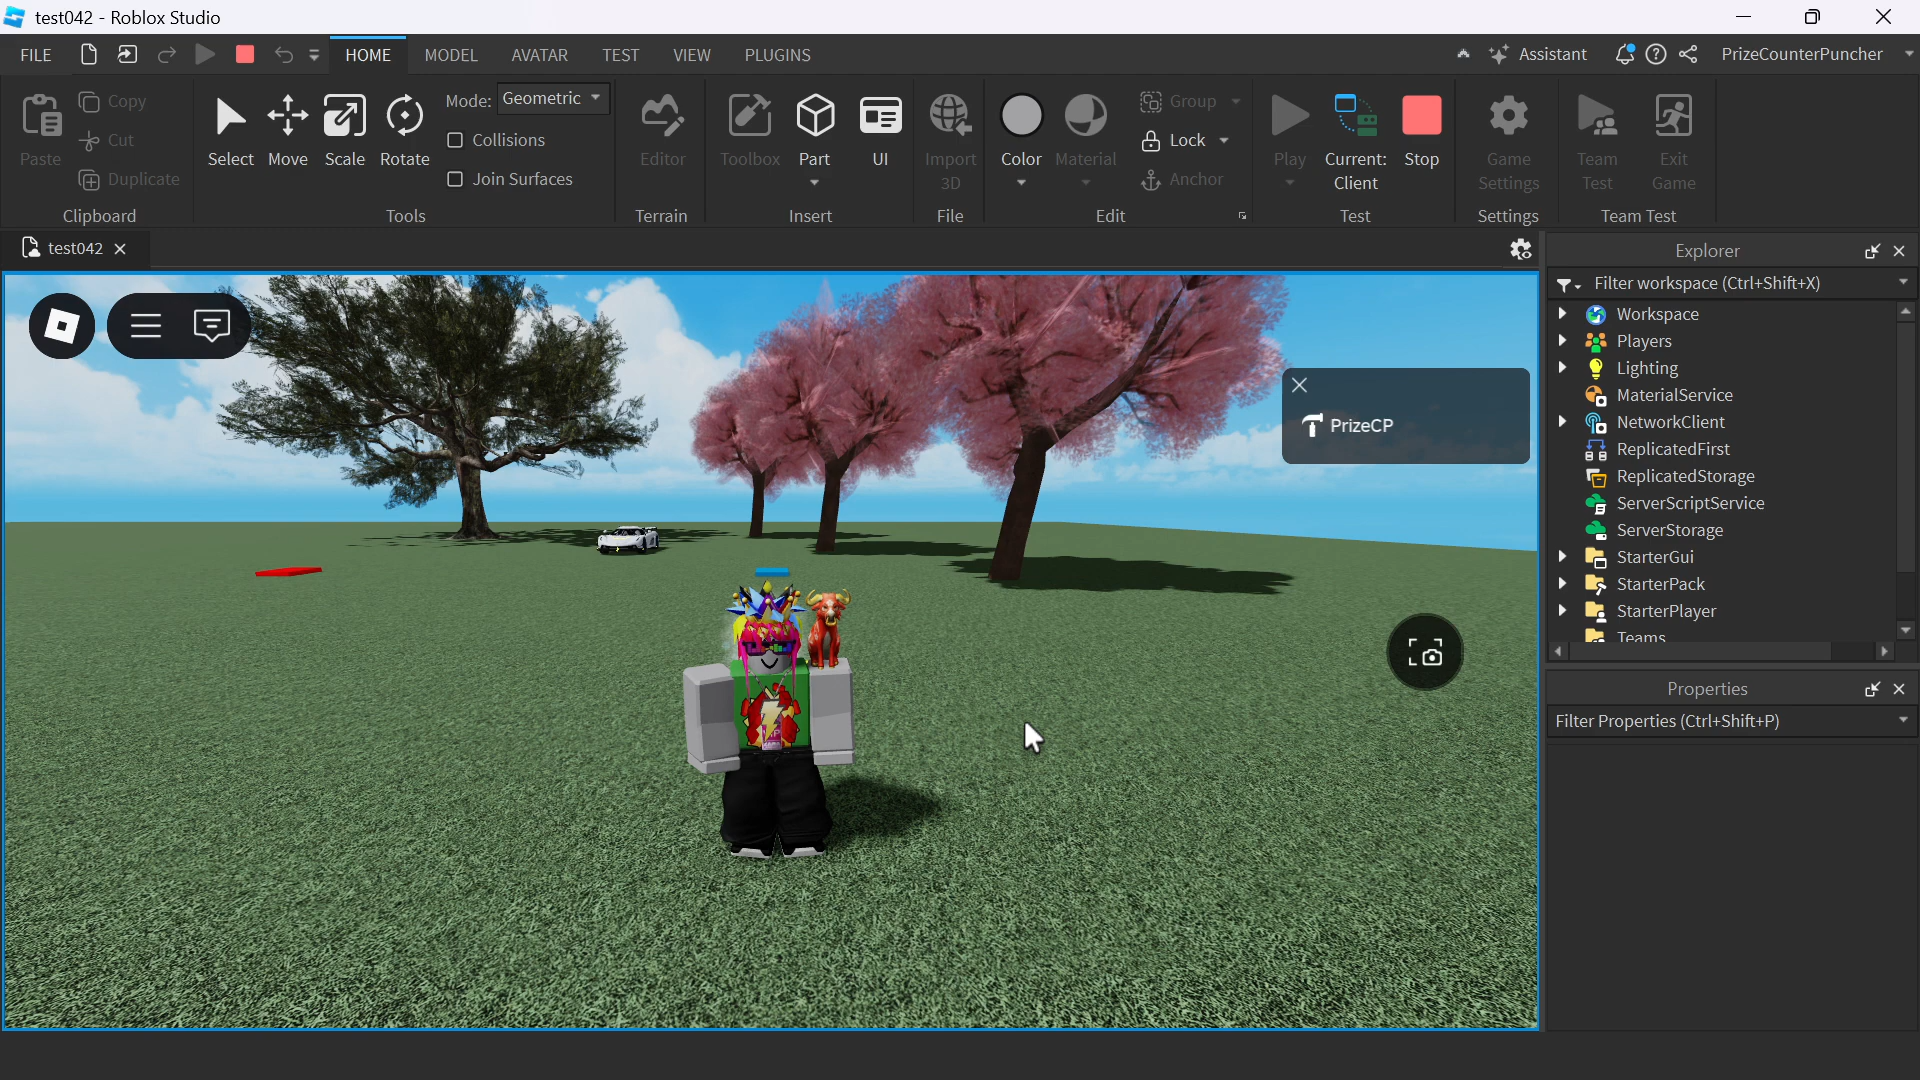 test042 - Roblox Studio
FILE
HOME
MODEL
AVATAR
TEST
VIEW
PLUGINS
Assistant
PrizeCounterPuncher
Paste
Copy
Cut
Duplicate
Clipboard
Select
Move
Scale
Rotate
Mode:
Geometric
Collisions
Join Surfaces
Tools
Editor
Terrain
Toolbox
Part
UI
Insert
Import
3D
File
Color
Material
Group
Lock
Anchor
Edit
Play
Current:
Client
Stop
Test
Game
Settings
Settings
Team
Test
Exit
Game
Team Test
test042
PrizeCP
Explorer
Filter workspace (Ctrl+Shift+X)
Workspace
Players
Lighting
MaterialService
NetworkClient
ReplicatedFirst
ReplicatedStorage
ServerScriptService
ServerStorage
StarterGui
StarterPack
StarterPlayer
Teams
Properties
Filter Properties (Ctrl+Shift+P)